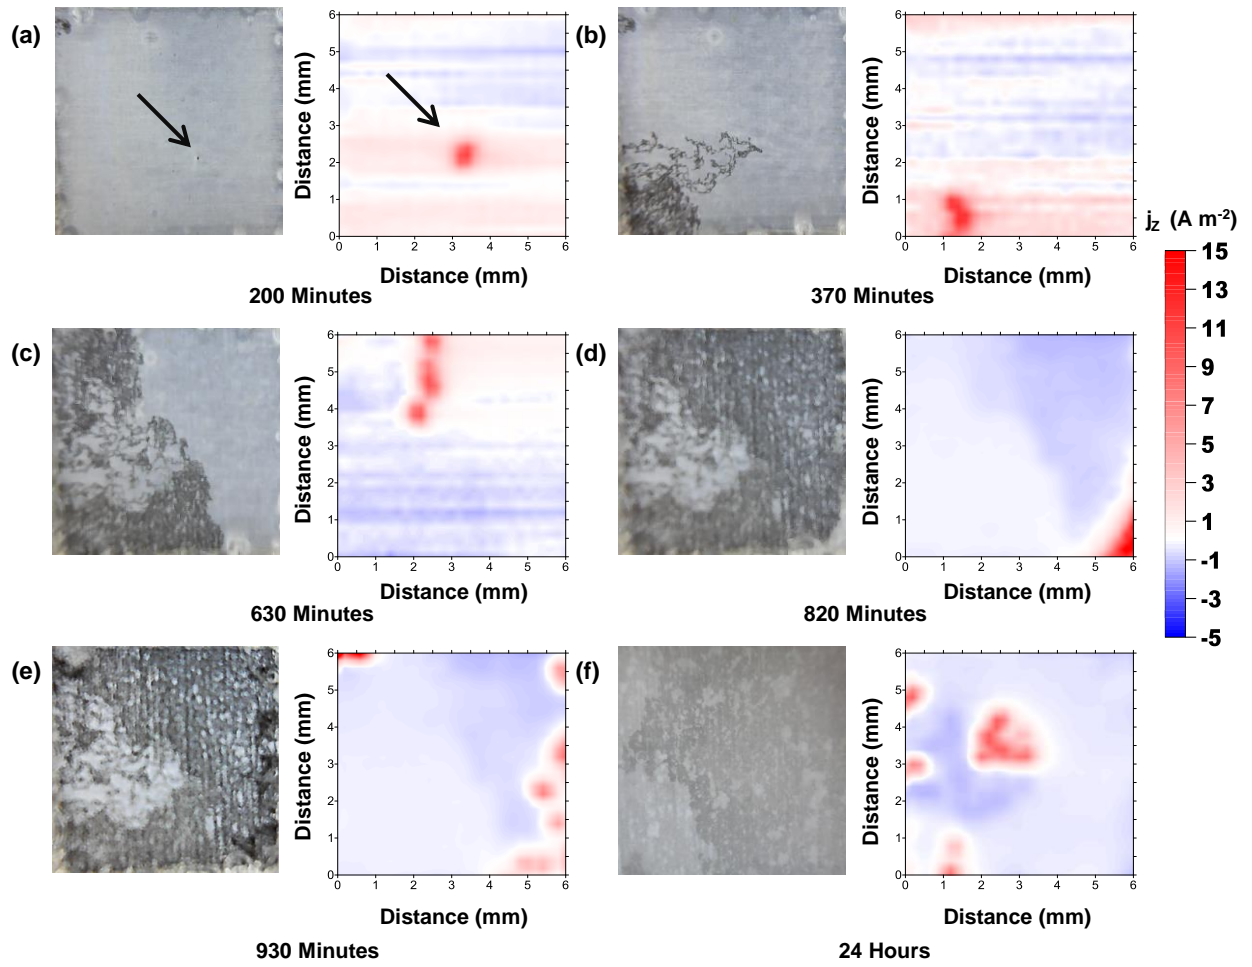 (a)
Distance (mm)
6
5
4
3
2
1
0
0 1 2 3 4 5 6
Distance (mm)
200 Minutes
(b)
Distance (mm)
6
5
4
3
2
1
0
0 1 2 3 4 5 6
Distance (mm)
370 Minutes
jz (A m-2)
15
13
11
9
7
5
3
1
-1
-3
-5
(c)
Distance (mm)
6
5
4
3
2
1
0
0 1 2 3 4 5 6
Distance (mm)
630 Minutes
(d)
Distance (mm)
6
5
4
3
2
1
0
0 1 2 3 4 5 6
Distance (mm)
820 Minutes
(e)
Distance (mm)
6
5
4
3
2
1
0
0 1 2 3 4 5 6
Distance (mm)
930 Minutes
(f)
Distance (mm)
6
5
4
3
2
1
0
0 1 2 3 4 5 6
Distance (mm)
24 Hours